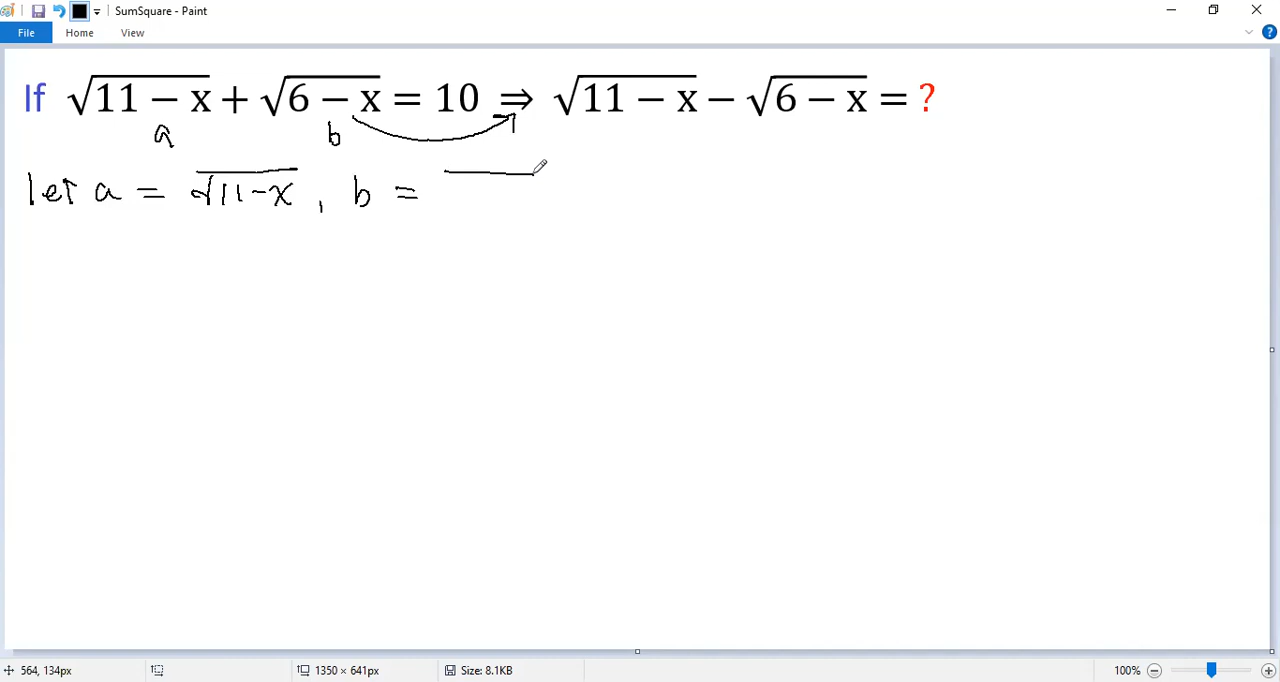 SumSquare - Paint
File Home View
If √11 − x + √6 − x = 10 ⇒ √11 − x − √6 − x = ?
a b
let a = √11-x , b =
564, 134px 1350 × 641px Size: 8.1KB 100%